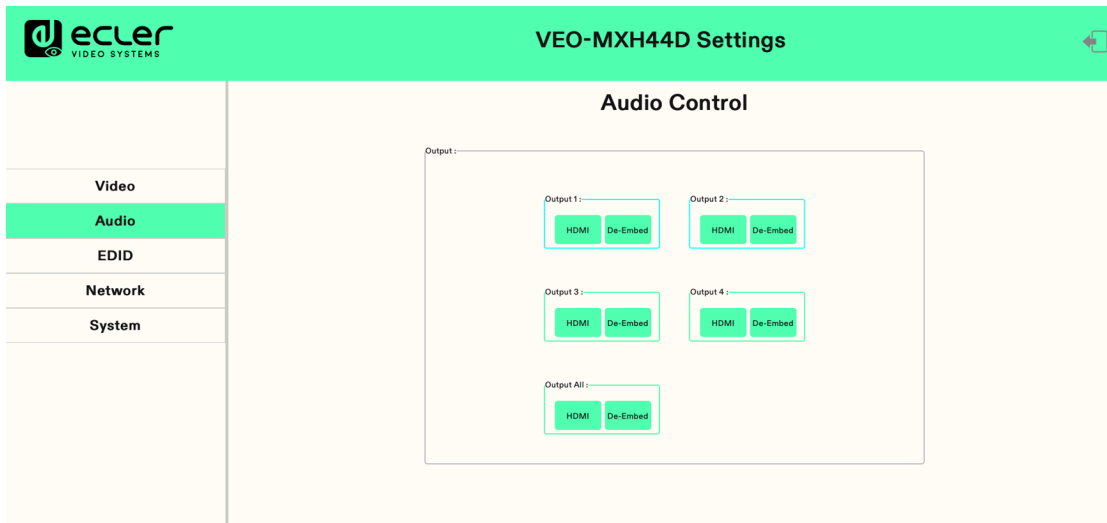 ecler
VIDEO SYSTEMS
VEO-MXH44D Settings
Video
Audio
EDID
Network
System
Audio Control
Output :
Output 1 :
HDMI De-Embed
Output 2 :
HDMI De-Embed
Output 3 :
HDMI De-Embed
Output 4 :
HDMI De-Embed
Output All :
HDMI De-Embed